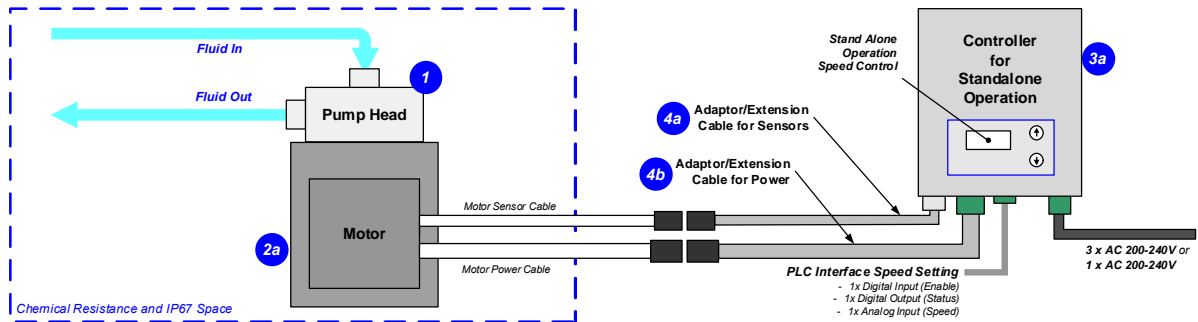 Fluid In
Fluid Out
1
Pump Head
Motor
2a
Motor Sensor Cable
Motor Power Cable
Chemical Resistance and IP67 Space
4a
Adaptor/Extension
Cable for Sensors
4b
Adaptor/Extension
Cable for Power
Stand Alone
Operation
Speed Control
Controller
for
Standalone
Operation
3a
PLC Interface Speed Setting
- 1x Digital Input (Enable)
- 1x Digital Output (Status)
- 1x Analog Input (Speed)
3 x AC 200-240V or
1 x AC 200-240V